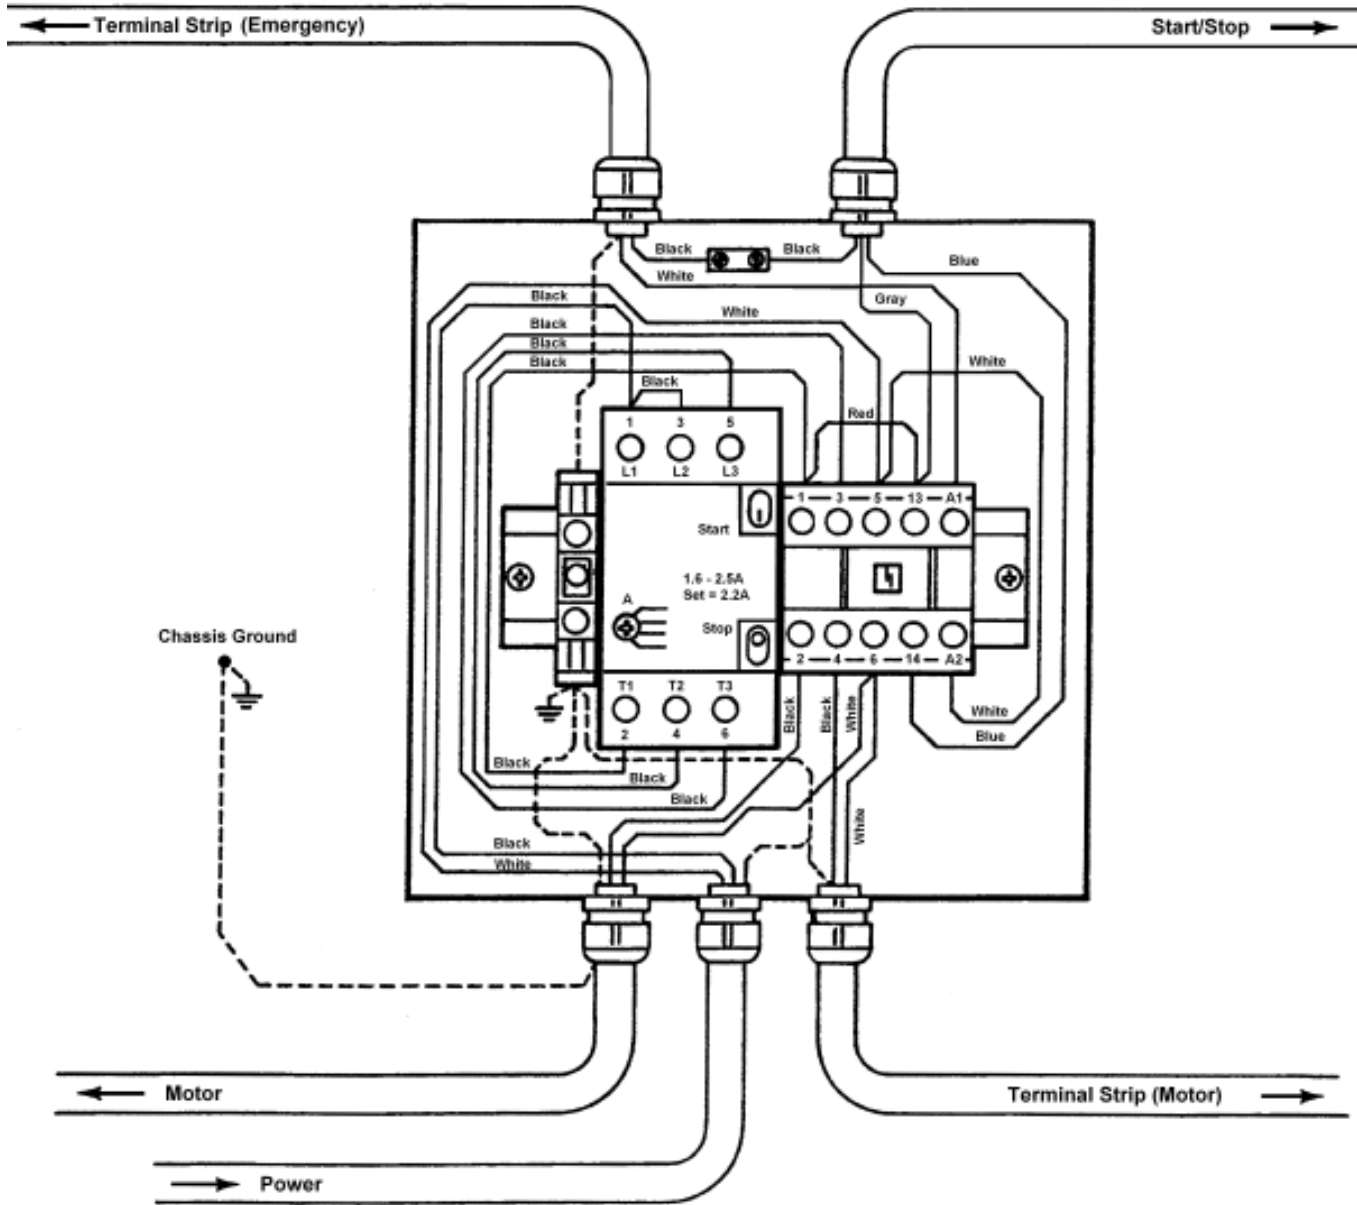 Terminal Strip (Emergency)
Start/Stop
Black
Black
Blue
White
Black
Gray
White
Black
Black
Black
White
Black
Red
1 3 5
L1 L2 L3
1 3 5 13 A1
Start
1.6 - 2.5A
Set = 2.2A
A
Stop
Chassis Ground
2 4 6 14 A2
T1 T2 T3
2 4 6
Black
Black
White
White
Blue
Black
Black
Black
White
Black
White
Motor
Terminal Strip (Motor)
Power